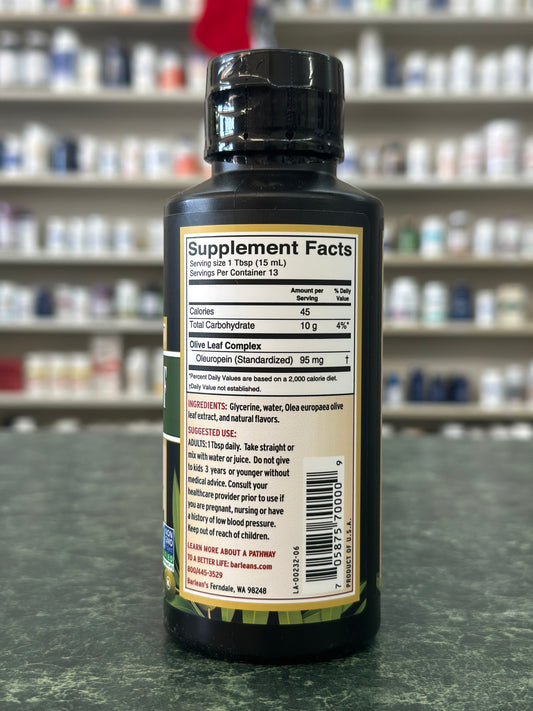 Supplement Facts
Serving size 1 Tbsp (15 mL)
Servings Per Container 13
Amount per Serving % Daily Value
Calories 45
Total Carbohydrate 10 g 4%*
Olive Leaf Complex
Oleuropein (Standardized) 95 mg †
*Percent Daily Values are based on a 2,000 calorie diet.
†Daily Value not established.
INGREDIENTS: Glycerine, water, Olea europaea olive
leaf extract, and natural flavors.
SUGGESTED USE:
ADULTS: 1 Tbsp daily. Take straight or
mix with water or juice. Do not give
to kids 3 years or younger without
medical advice. Consult your
healthcare provider prior to use if
you are pregnant, nursing or have
a history of low blood pressure.
Keep out of reach of children.
LEARN MORE ABOUT A PATHWAY
TO A BETTER LIFE: barleans.com
800/445-3529
Barlean's Ferndale, WA 98248
LA-00232-06
7 05875 70000 9
PRODUCT OF U.S.A.